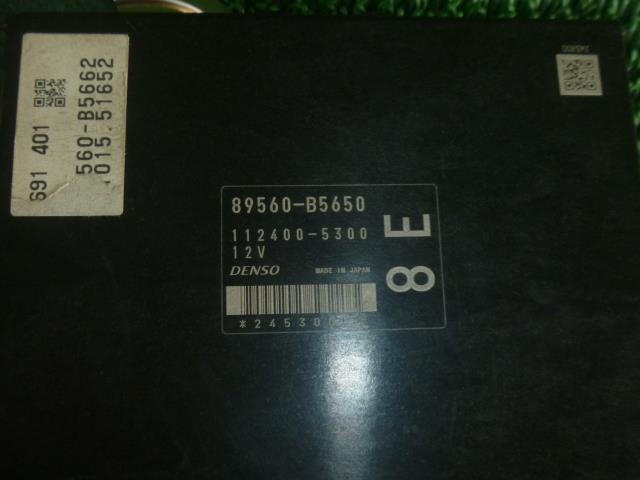 691 401
560-B5662
015.51652
89560-B5650
112400-5300
12V
DENSO MADE IN JAPAN
8E